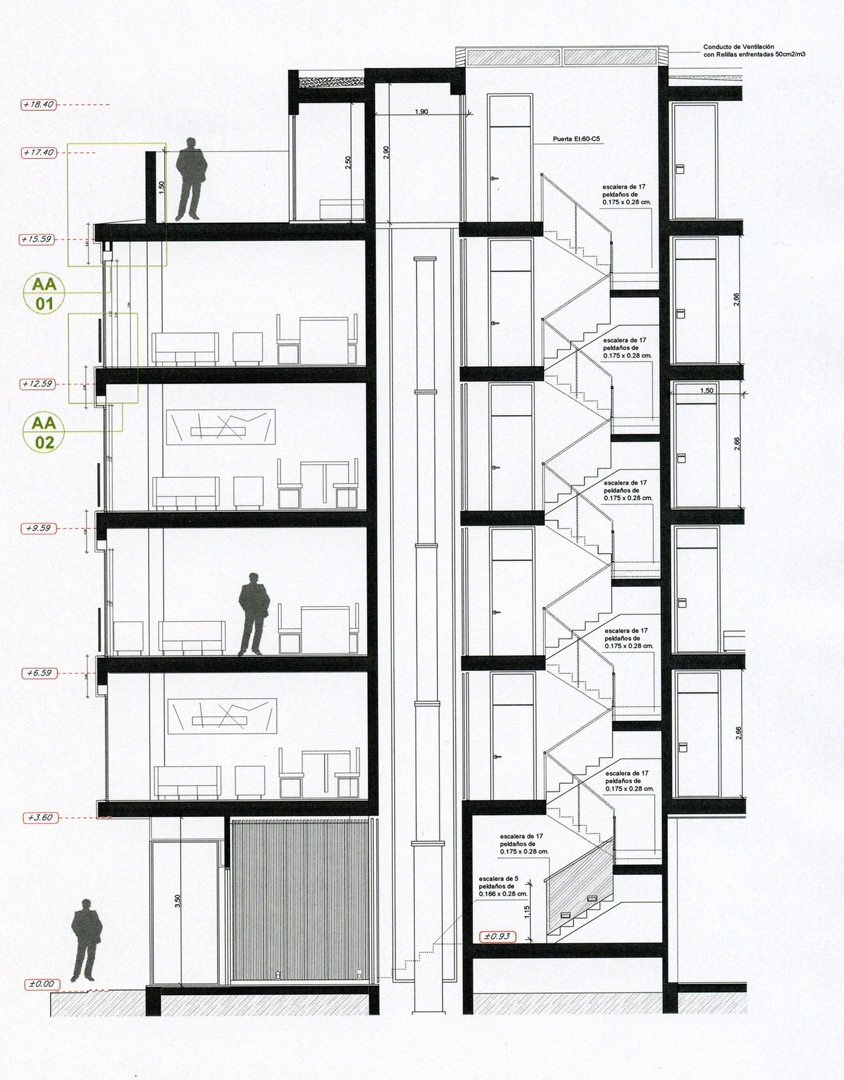 Conducto de Ventilación
con Relillas enfrentadas 50cm2/m3
+18.40
1,90
Puerta EI.60-C5
+17.40
1,50
2,50
2,90
escalera de 17
peldaños de
0.175 x 0.28 cm.
+15.59
AA
01
2,66
escalera de 17
peldaños de
0.175 x 0.28 cm.
+12.59
1,50
AA
02
2,66
escalera de 17
peldaños de
0.175 x 0.28 cm.
+9.59
escalera de 17
peldaños de
0.175 x 0.28 cm.
+6.59
2,66
escalera de 17
peldaños de
0.175 x 0.28 cm.
+3.60
escalera de 17
peldaños de
0.175 x 0.28 cm.
escalera de 5
peldaños de
0.166 x 0.28 cm.
3,50
1,15
±0.93
±0.00